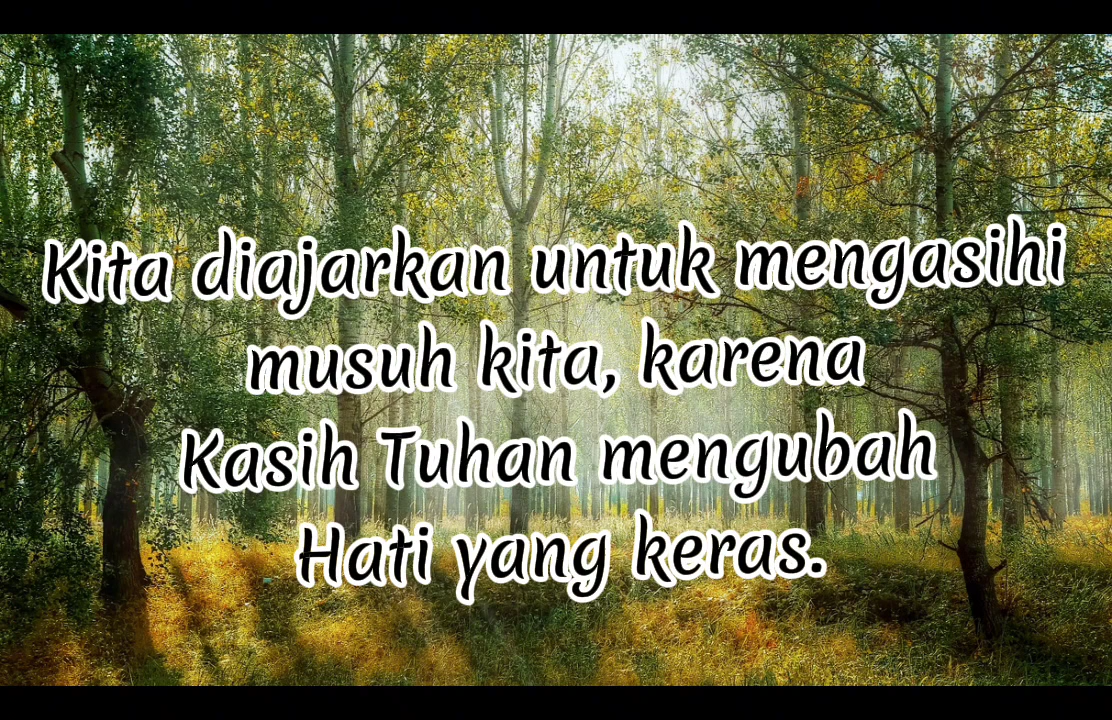 Kita diajarkan untuk mengasihi
musuh kita, karena
Kasih Tuhan mengubah
Hati yang keras.